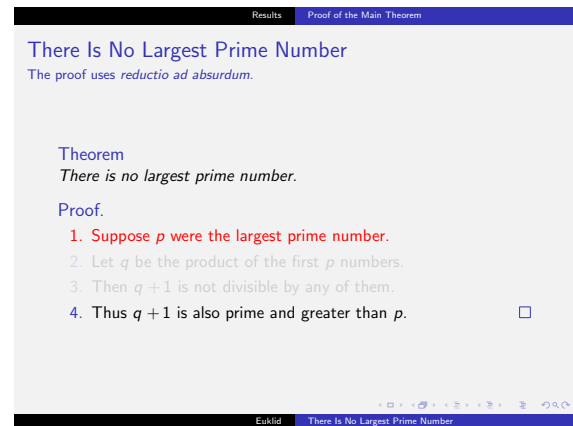 Results Proof of the Main Theorem
There Is No Largest Prime Number
The proof uses reductio ad absurdum.
Theorem
There is no largest prime number.
Proof.
1. Suppose p were the largest prime number.
2. Let q be the product of the first p numbers.
3. Then q + 1 is not divisible by any of them.
4. Thus q + 1 is also prime and greater than p. □
Euklid There Is No Largest Prime Number